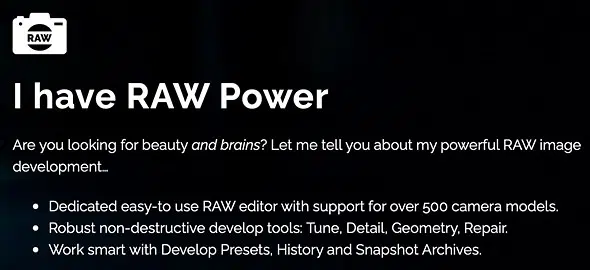 RAW
I have RAW Power
Are you looking for beauty and brains? Let me tell you about my powerful RAW image
development…
• Dedicated easy-to use RAW editor with support for over 500 camera models.
• Robust non-destructive develop tools: Tune, Detail, Geometry, Repair.
• Work smart with Develop Presets, History and Snapshot Archives.